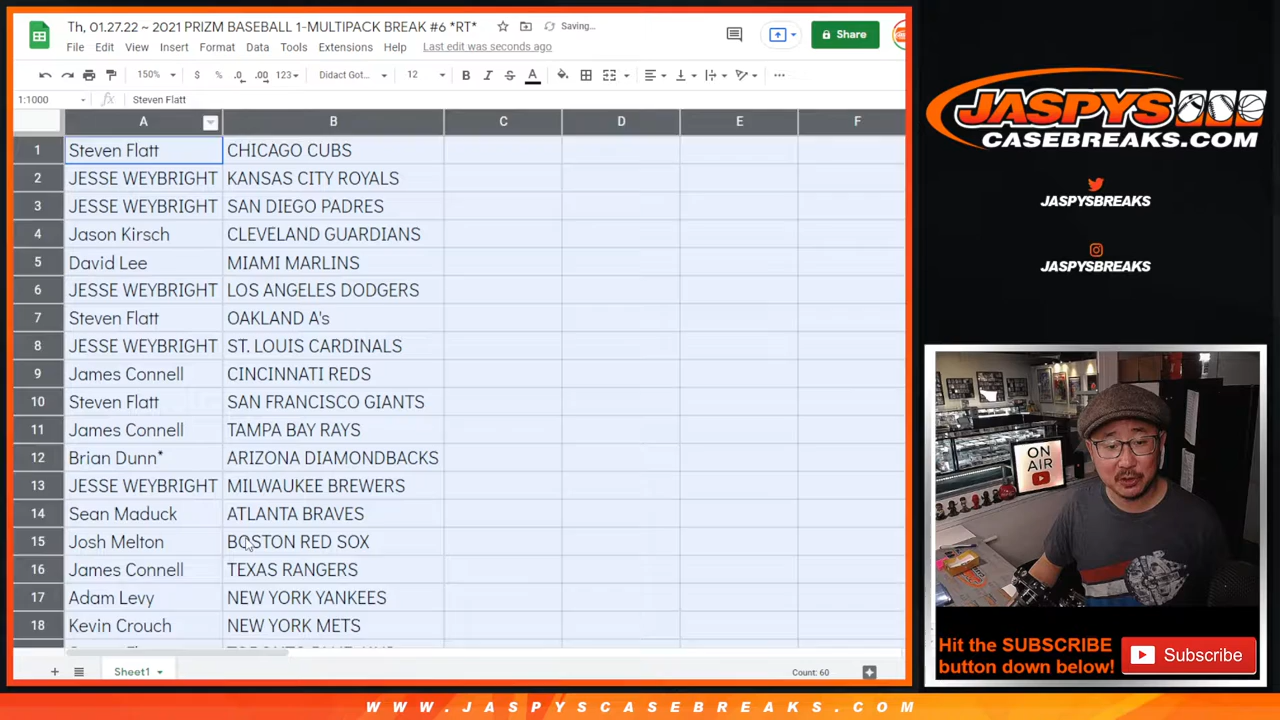 Th, 01.27.22 ~ 2021 PRIZM BASEBALL 1-MULTIPACK BREAK #6 *RT*
Saving...
File Edit View Insert Format Data Tools Extensions Help Last edit was seconds ago
Share
150% $ % .0 .00 123 Didact Got... 12 B I S A
1:1000 fx Steven Flatt
A B C D E F
1 Steven Flatt CHICAGO CUBS
2 JESSE WEYBRIGHT KANSAS CITY ROYALS
3 JESSE WEYBRIGHT SAN DIEGO PADRES
4 Jason Kirsch CLEVELAND GUARDIANS
5 David Lee MIAMI MARLINS
6 JESSE WEYBRIGHT LOS ANGELES DODGERS
7 Steven Flatt OAKLAND A's
8 JESSE WEYBRIGHT ST. LOUIS CARDINALS
9 James Connell CINCINNATI REDS
10 Steven Flatt SAN FRANCISCO GIANTS
11 James Connell TAMPA BAY RAYS
12 Brian Dunn* ARIZONA DIAMONDBACKS
13 JESSE WEYBRIGHT MILWAUKEE BREWERS
14 Sean Maduck ATLANTA BRAVES
15 Josh Melton BOSTON RED SOX
16 James Connell TEXAS RANGERS
17 Adam Levy NEW YORK YANKEES
18 Kevin Crouch NEW YORK METS
Sheet1 Count: 60
JASPYS
CASEBREAKS.COM
JASPYSBREAKS
JASPYSBREAKS
ON
AIR
Hit the SUBSCRIBE
button down below!
Subscribe
WWW.JASPYSCASEBREAKS.COM